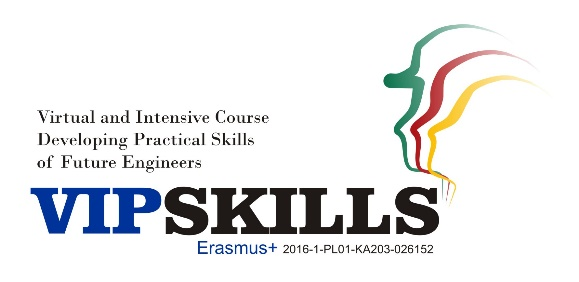 Virtual and Intensive Course
Developing Practical Skills
of Future Engineers
VIPSKILLS
Erasmus+ 2016-1-PL01-KA203-026152